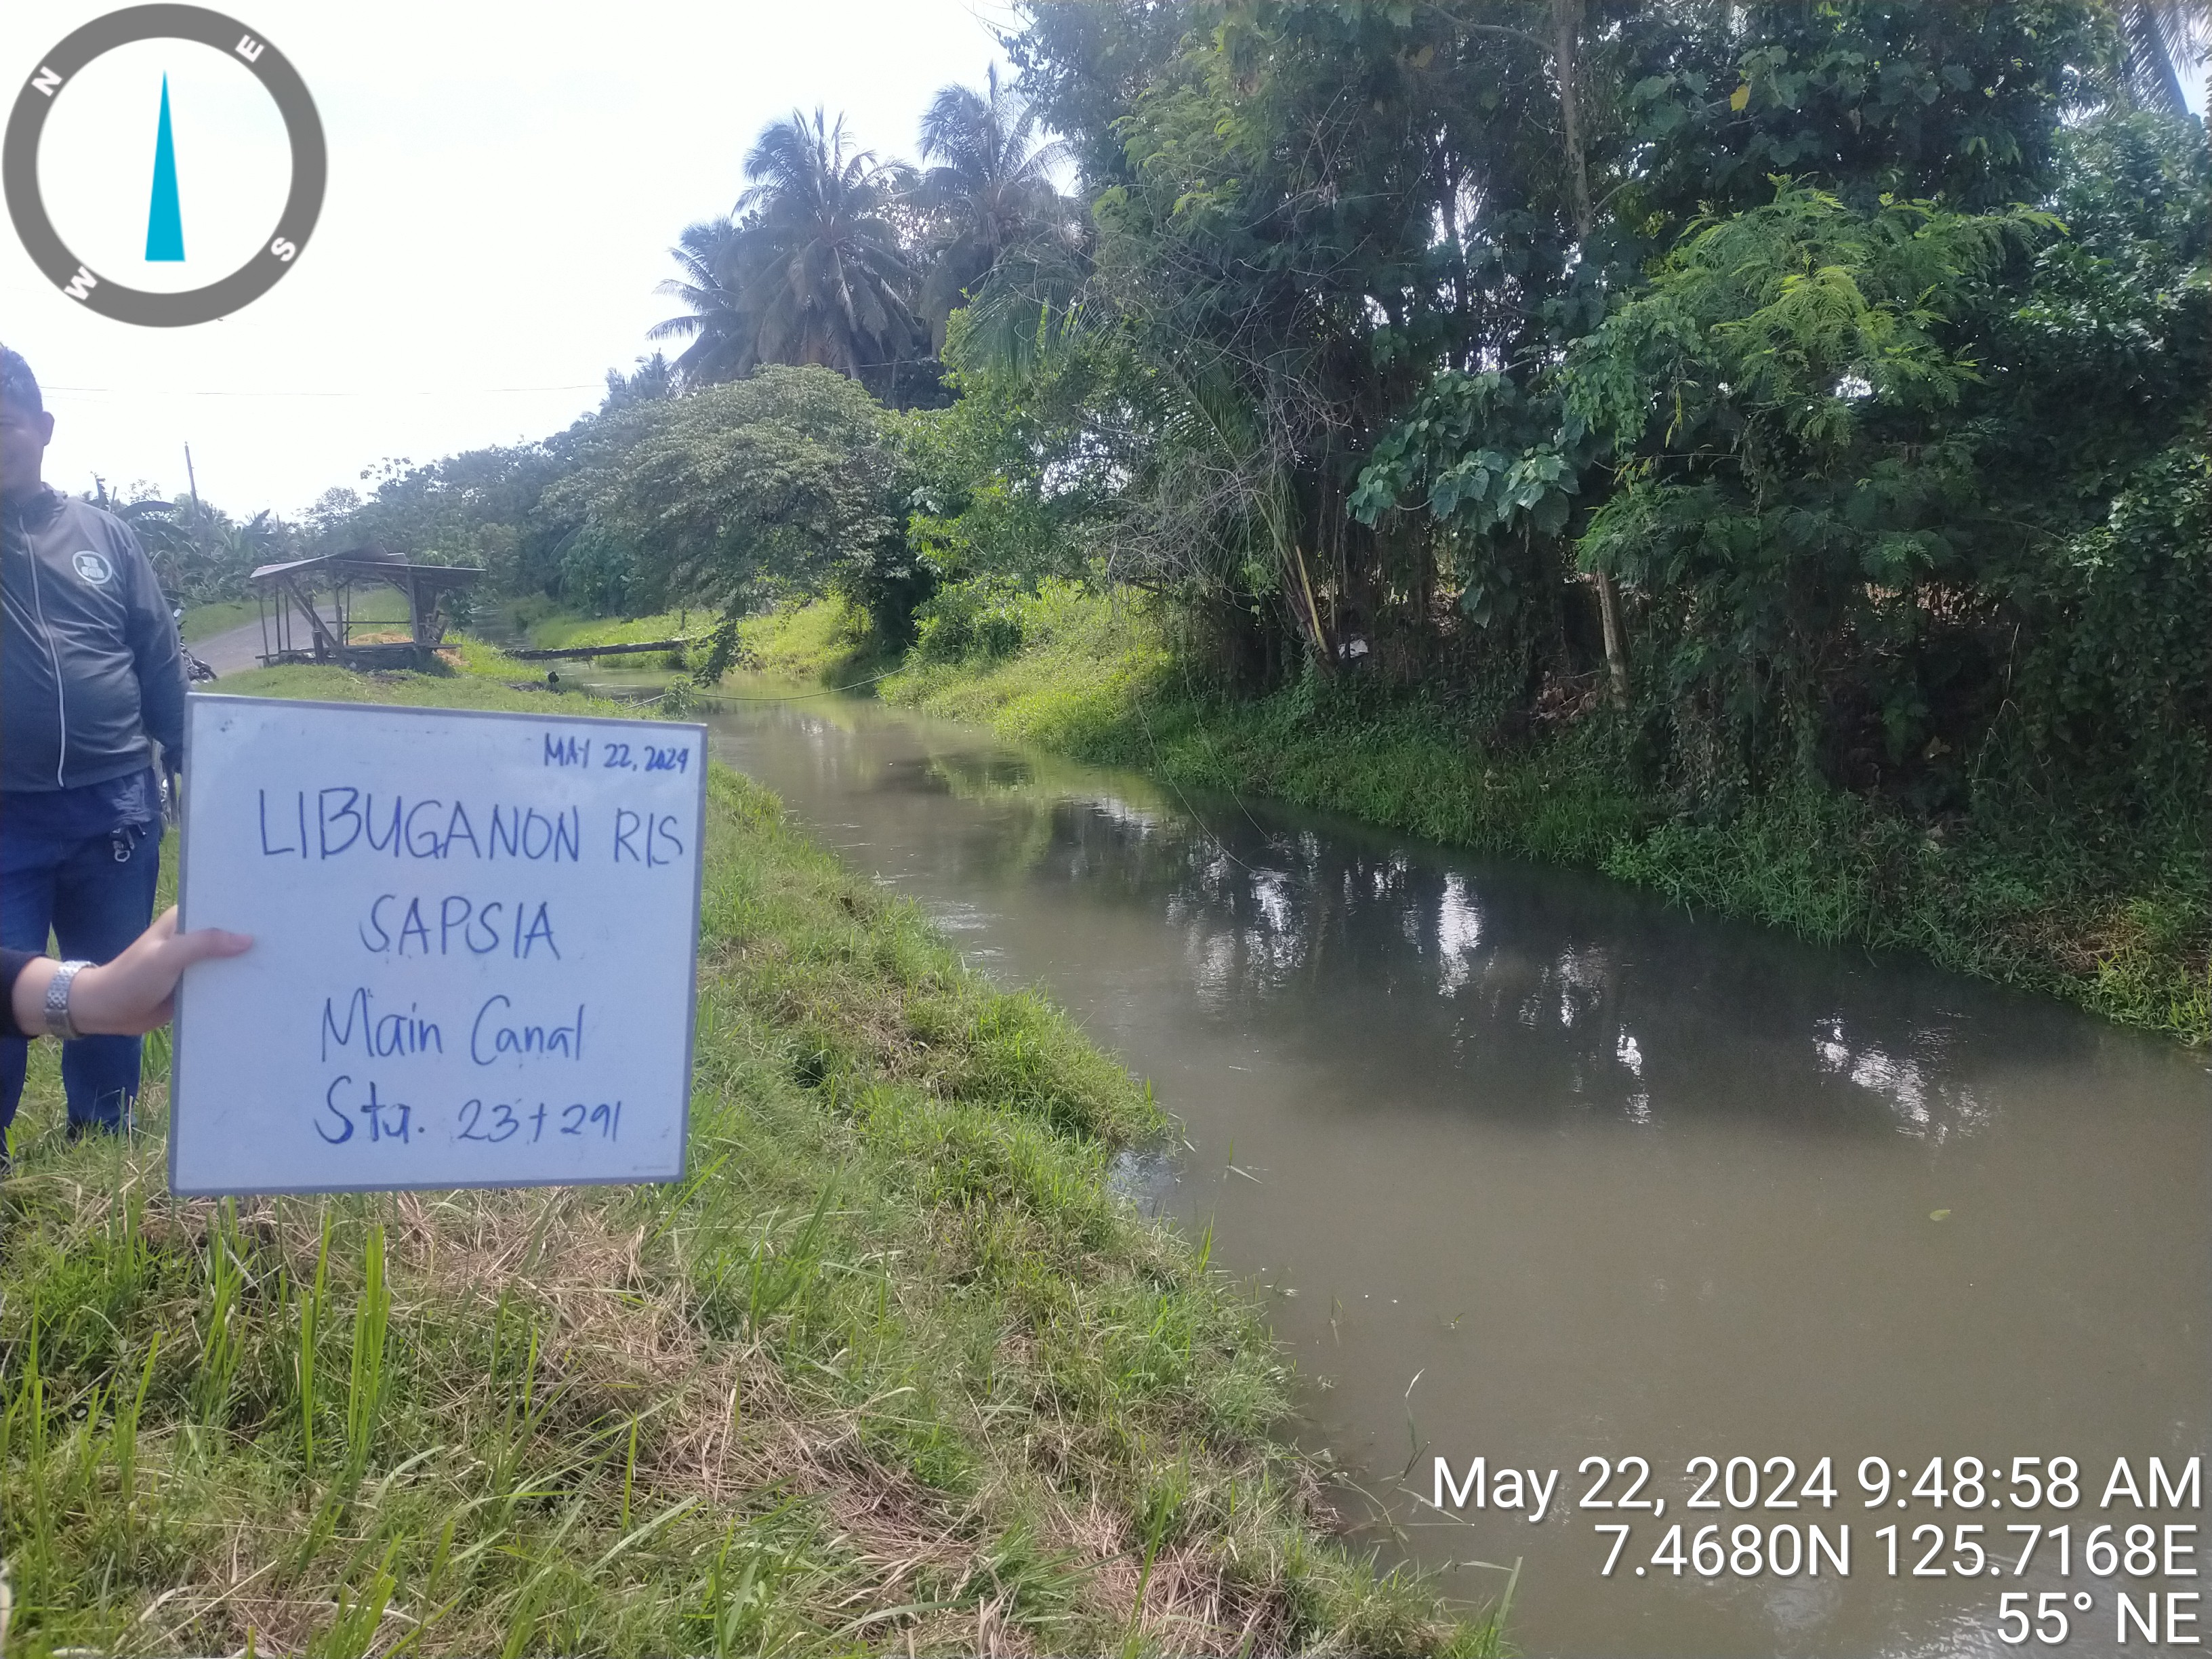 N
E
W
S
MAY 22, 2024
LIBUGANON RIS
SAPSIA
Main Canal
Sta. 23+291
May 22, 2024 9:48:58 AM
7.4680N 125.7168E
55° NE